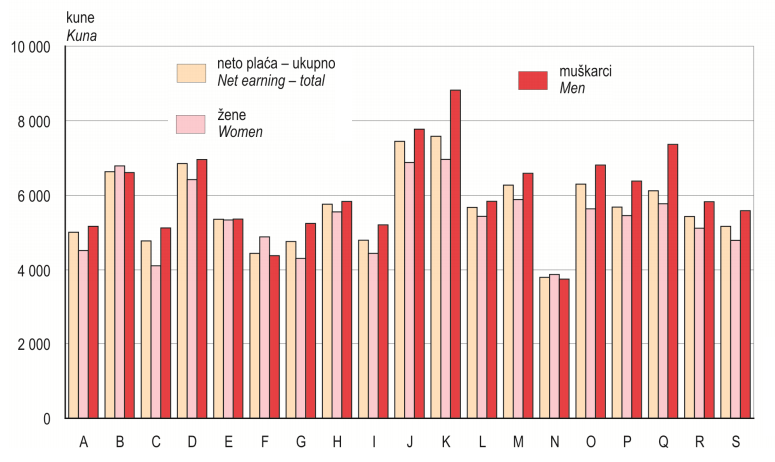 kune
Kuna
10 000
neto plaća – ukupno
Net earning – total
muškarci
Men
žene
Women
8 000
6 000
4 000
2 000
0
A B C D E F G H I J K L M N O P Q R S